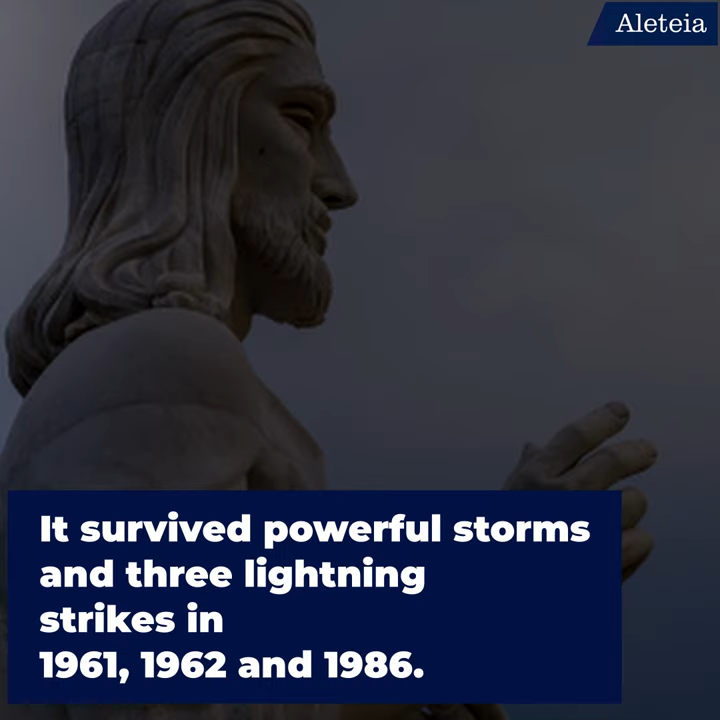 Aleteia
It survived powerful storms
and three lightning
strikes in
1961, 1962 and 1986.